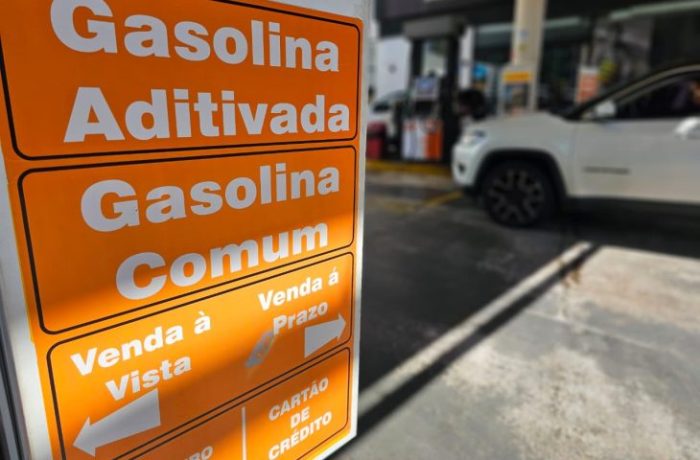 Gasolina
Aditivada
Gasolina
Comum
Venda à
Vista
Venda á
Prazo
CARTÃO
DE
CRÉDITO